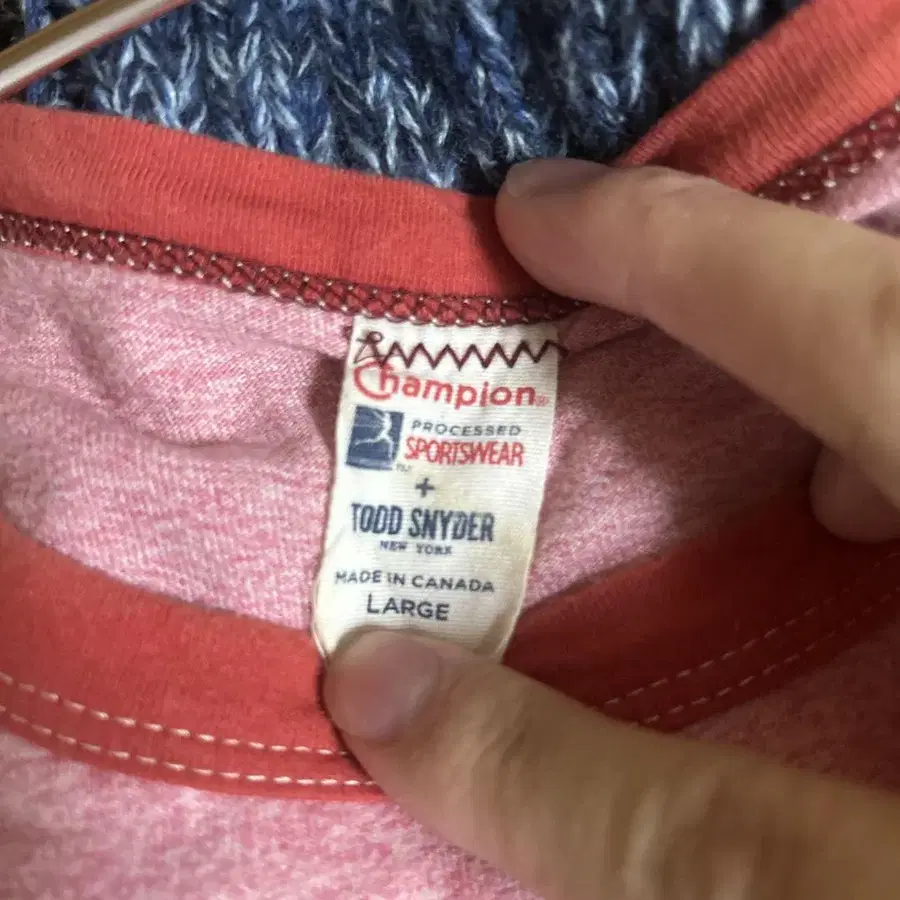 Champion
PROCESSED
SPORTSWEAR
+
TODD SNYDER
NEW YORK
MADE IN CANADA
LARGE